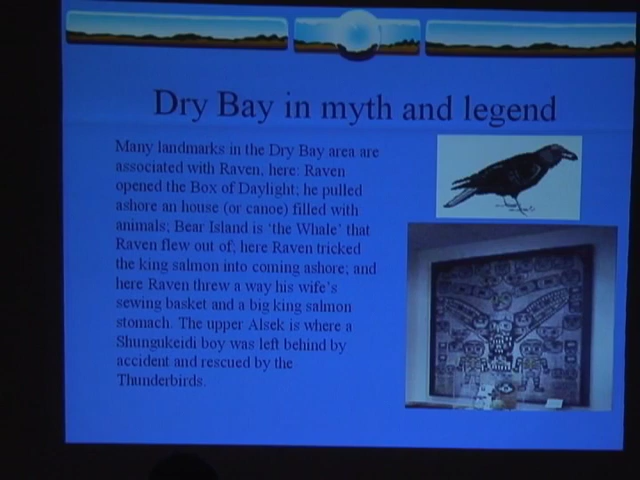 Dry Bay in myth and legend
Many landmarks in the Dry Bay area are
associated with Raven, here: Raven
opened the Box of Daylight; he pulled
ashore an house (or canoe) filled with
animals; Bear Island is ‘the Whale’ that
Raven flew out of; here Raven tricked
the king salmon into coming ashore; and
here Raven threw a way his wife’s
sewing basket and a big king salmon
stomach. The upper Alsek is where a
Shungukeidi boy was left behind by
accident and rescued by the
Thunderbirds.